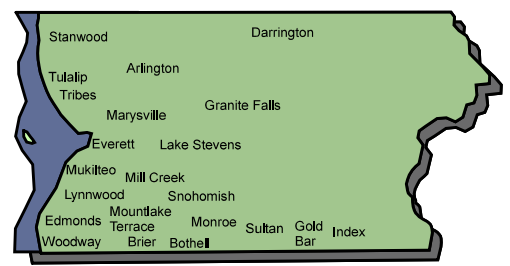 Darrington
Stanwood
Arlington
Tulalip
Tribes
Granite Falls
Marysville
Everett
Lake Stevens
Mukilteo
Mill Creek
Lynnwood
Snohomish
Edmonds
Mountlake
Terrace
Monroe
Sultan
Gold
Bar
Index
Woodway
Brier
Bothell